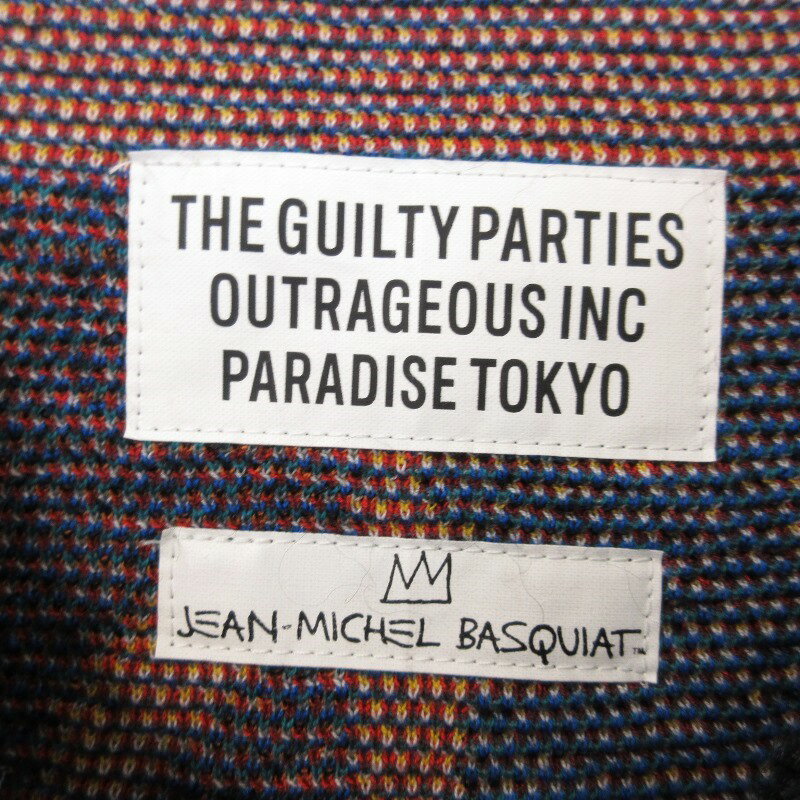 THE GUILTY PARTIES
OUTRAGEOUS INC
PARADISE TOKYO
JEAN-MICHEL BASQUIAT™